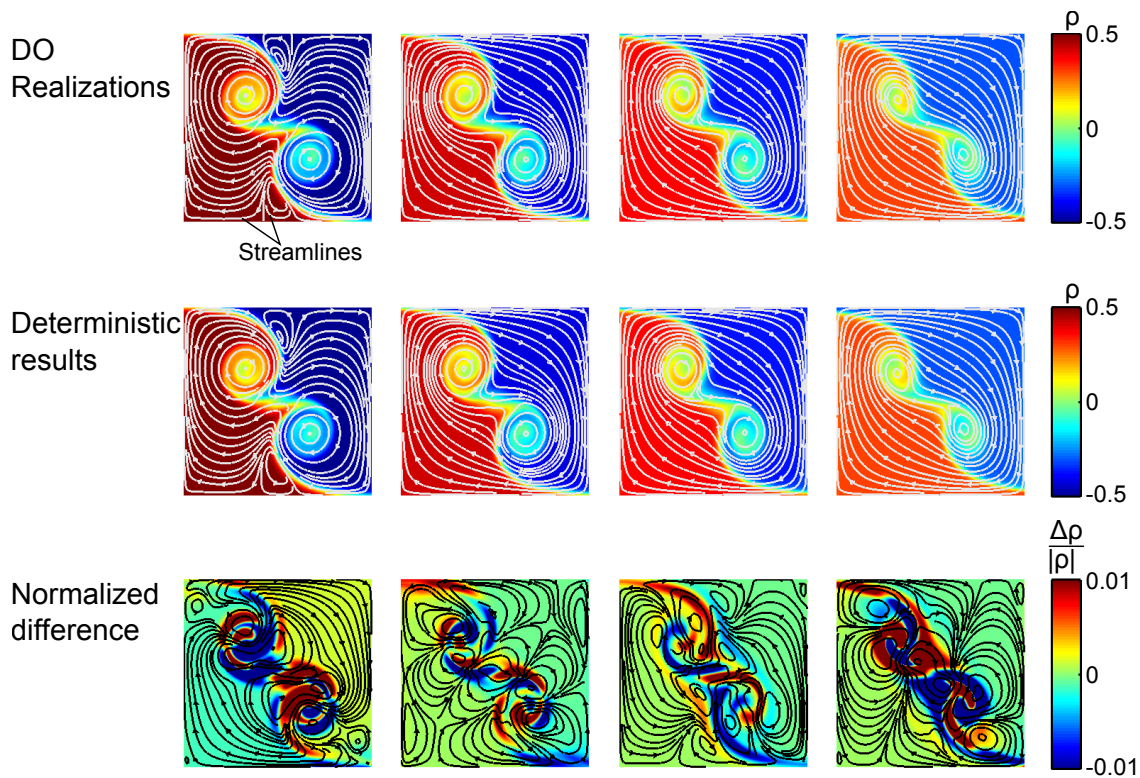 DO
Realizations
ρ
0.5
0
-0.5
Streamlines
Deterministic
results
ρ
0.5
0
-0.5
Normalized
difference
Δρ
|ρ|
0.01
0
-0.01